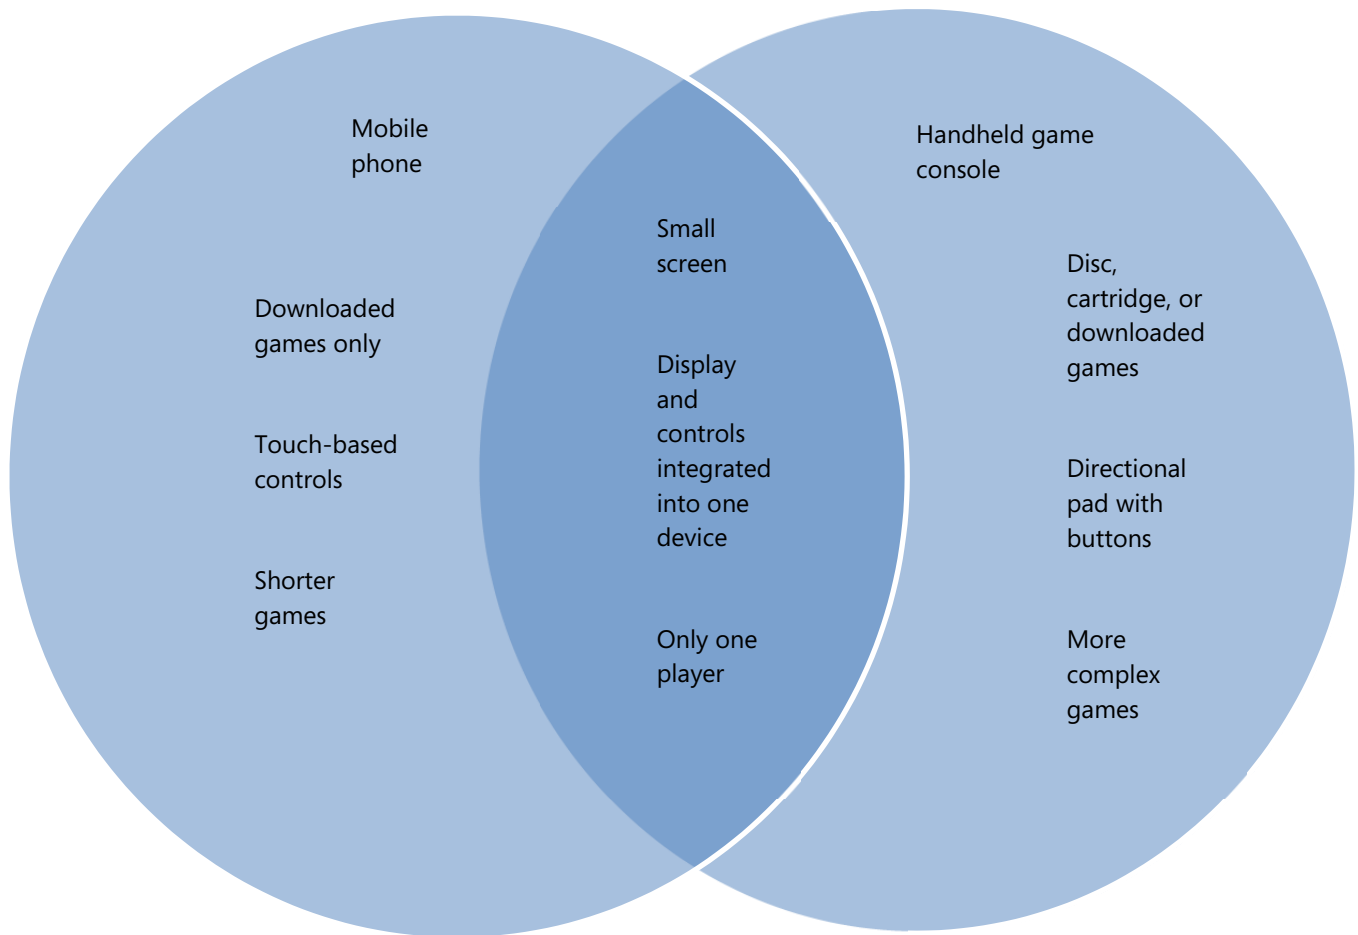 Mobile
phone
Downloaded
games only
Touch-based
controls
Shorter
games
Small
screen
Display
and
controls
integrated
into one
device
Only one
player
Handheld game
console
Disc,
cartridge, or
downloaded
games
Directional
pad with
buttons
More
complex
games